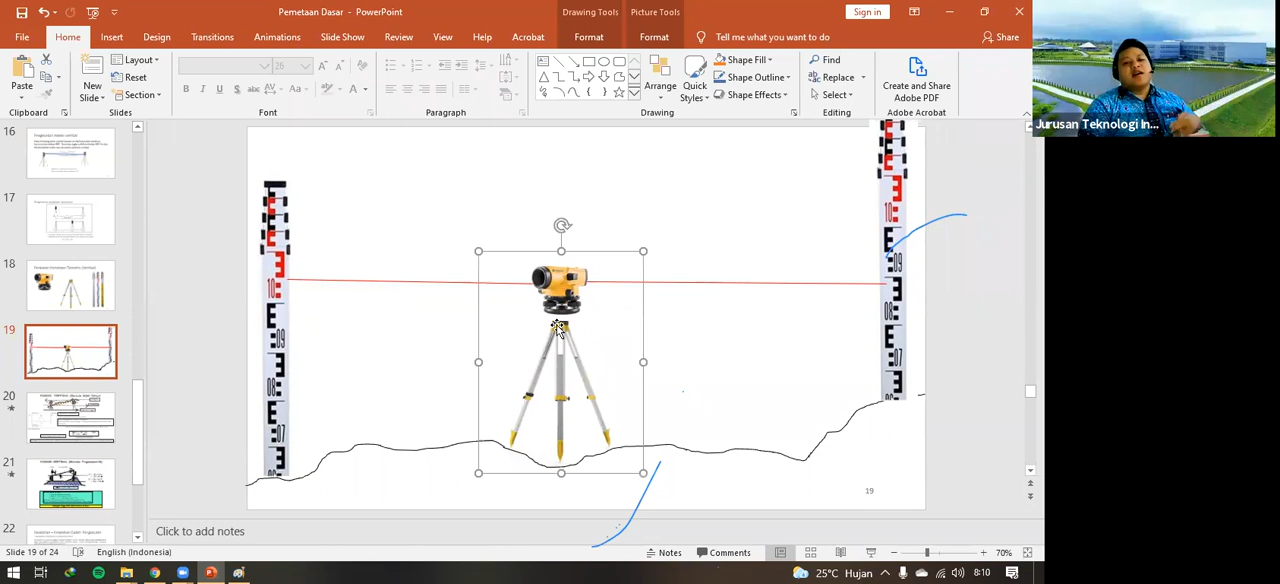 Pemetaan Dasar - PowerPoint
Drawing Tools
Picture Tools
Sign in
File
Home
Insert
Design
Transitions
Animations
Slide Show
Review
View
Help
Acrobat
Format
Format
Tell me what you want to do
Share
Paste
New
Slide
Layout
Reset
Section
26
B I U S abc AV Aa A
Arrange
Quick
Styles
Shape Fill
Shape Outline
Shape Effects
Find
Replace
Select
Create and Share
Adobe PDF
Clipboard
Slides
Font
Paragraph
Drawing
Editing
Adobe Acrobat
Jurusan Teknologi In...
16
17
18
19
20
21
22
10
09
08
07
10
09
08
07
19
Click to add notes
Slide 19 of 24
English (Indonesia)
Notes
Comments
70%
25°C Hujan
8:10